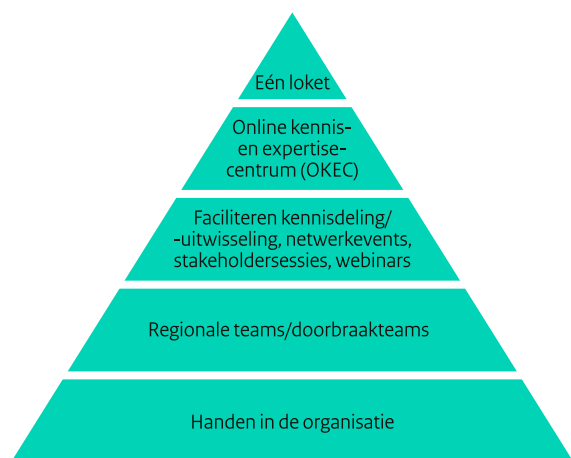 Eén loket
Online kennis-
en expertise-
centrum (OKEC)
Faciliteren kennisdeling/
-uitwisseling, netwerkevents,
stakeholdersessies, webinars
Regionale teams/doorbraakteams
Handen in de organisatie